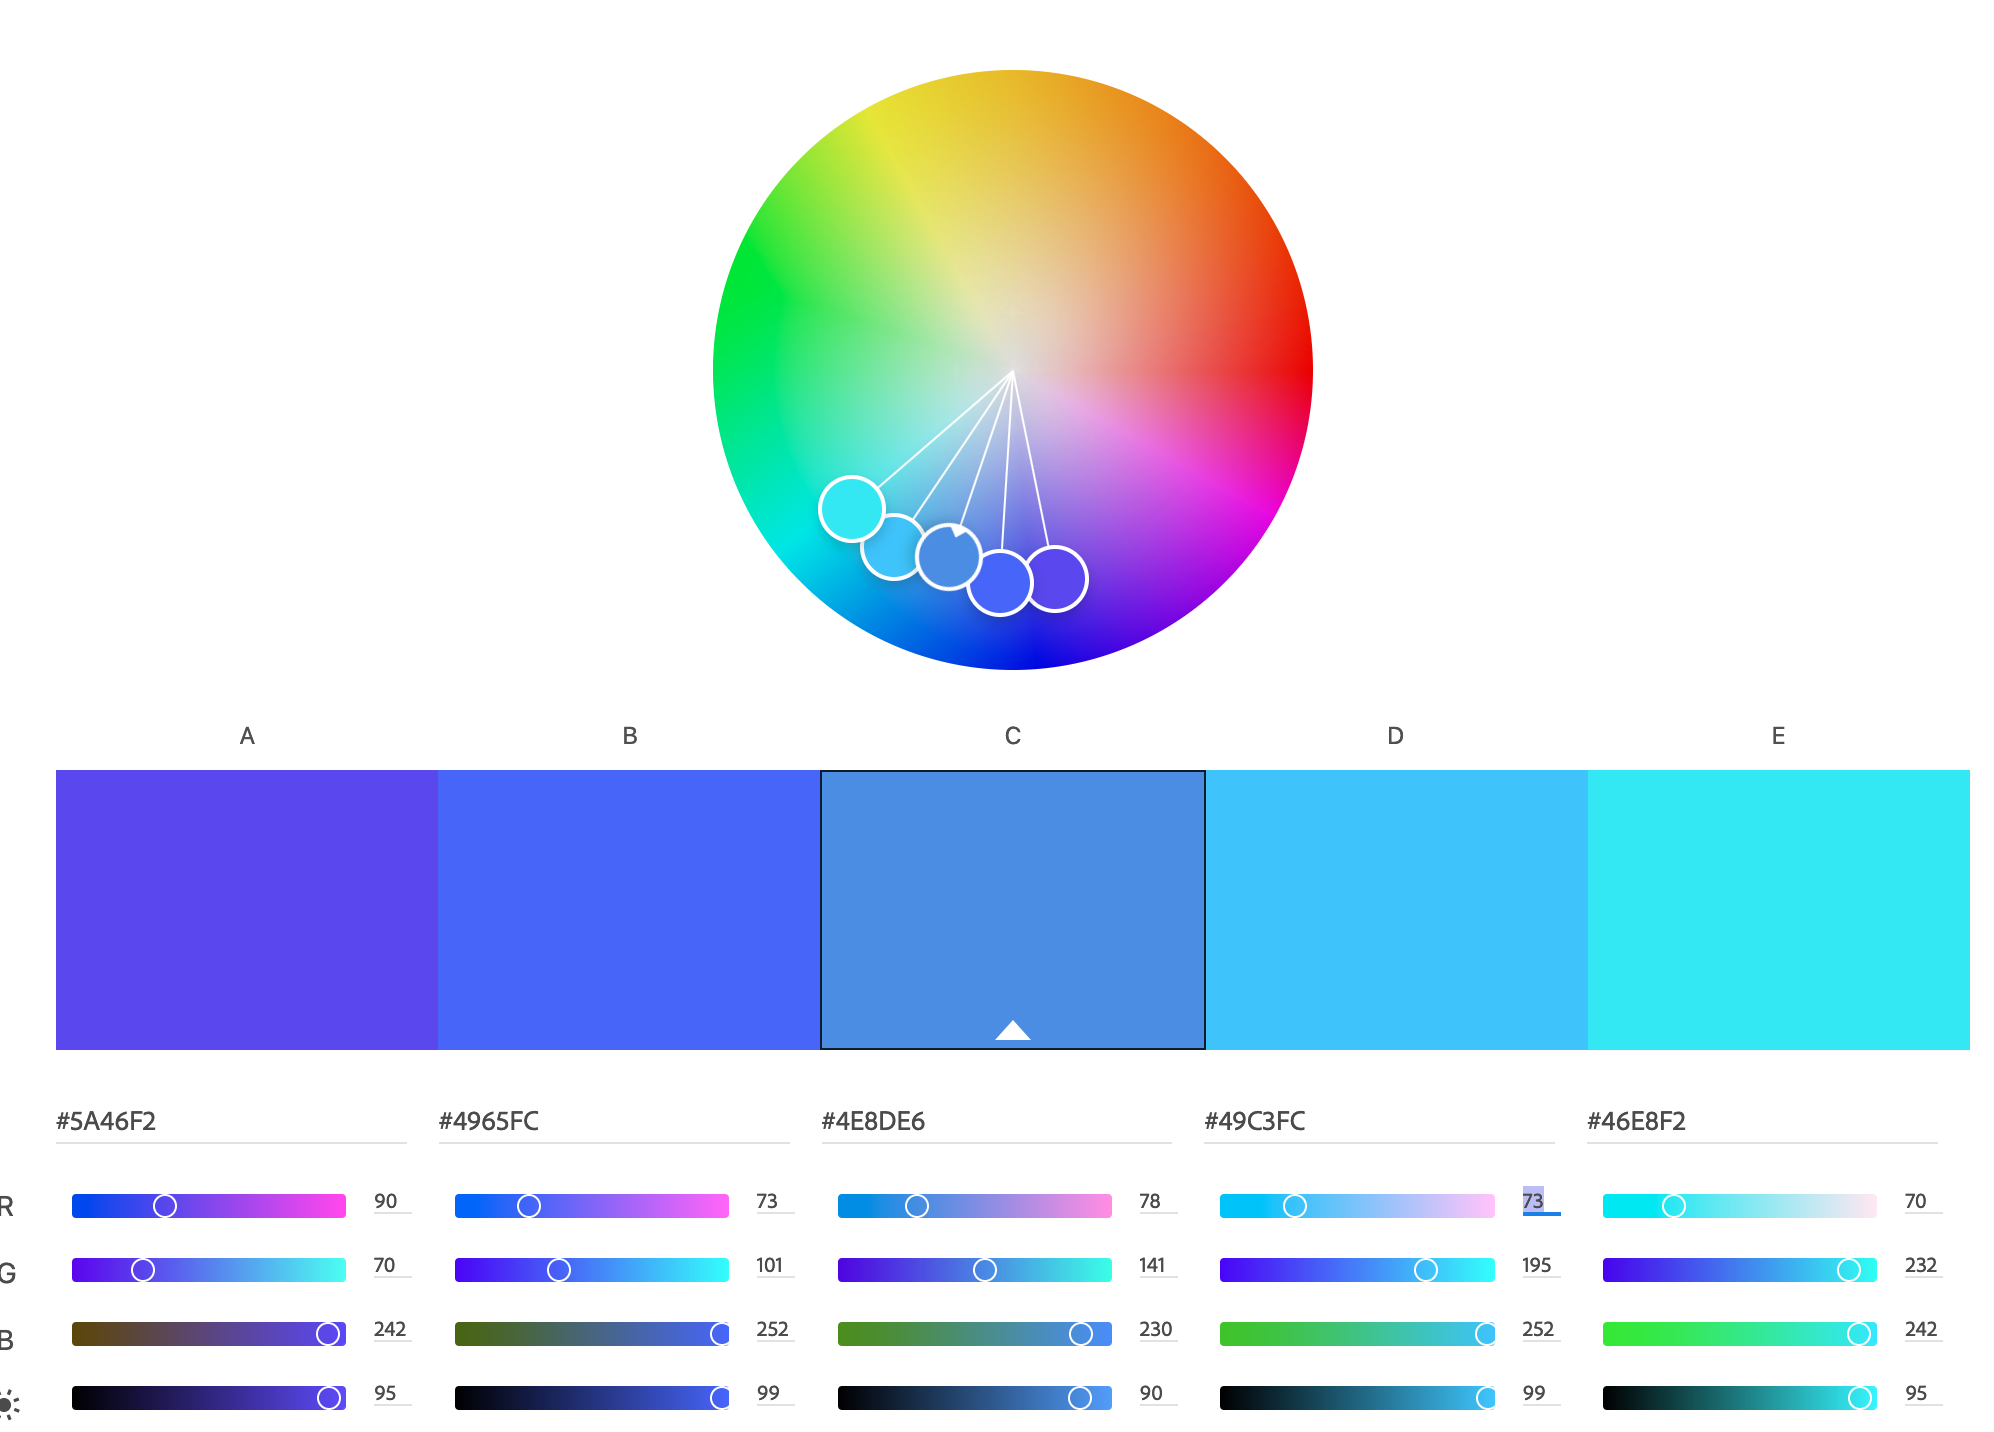 A B C D E
#5A46F2 #4965FC #4E8DE6 #49C3FC #46E8F2
R 90 73 78 73 70
G 70 101 141 195 232
B 242 252 230 252 242
95 99 90 99 95